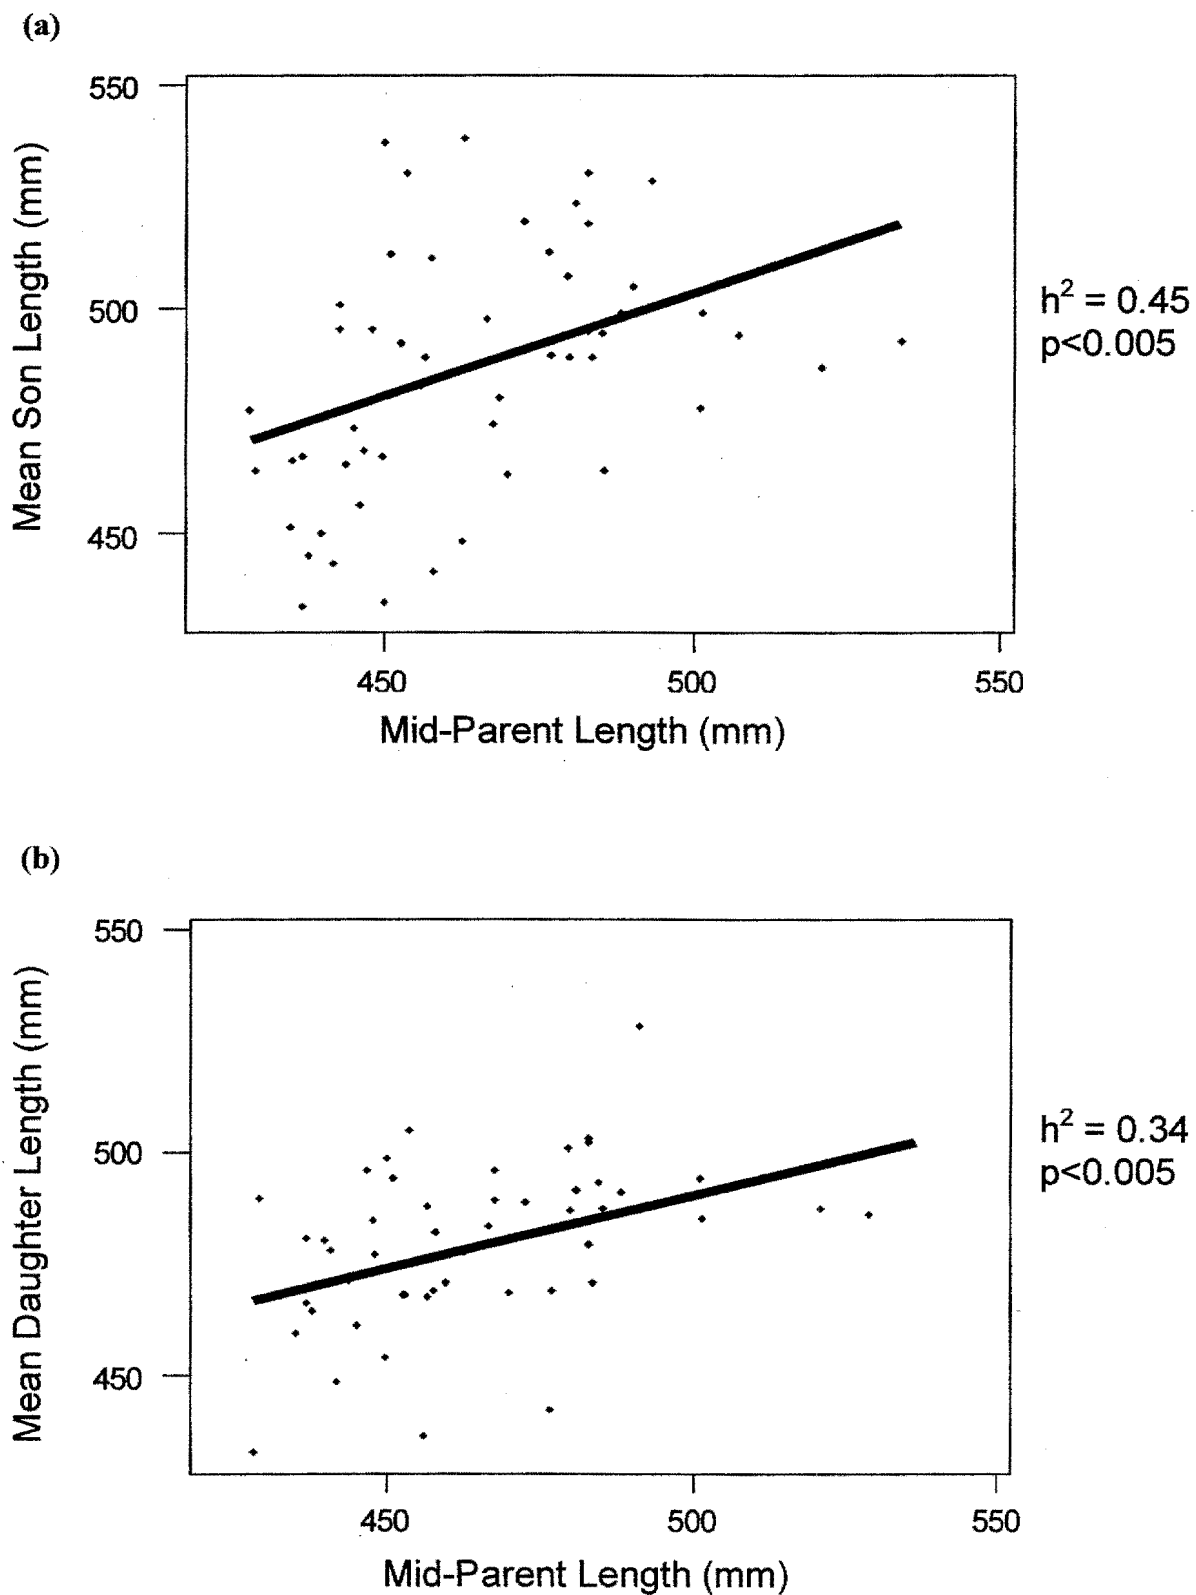 (a)
550
500
450
Mean Son Length (mm)
h² = 0.45
p<0.005
450 500 550
Mid-Parent Length (mm)
(b)
550
500
450
Mean Daughter Length (mm)
h² = 0.34
p<0.005
450 500 550
Mid-Parent Length (mm)